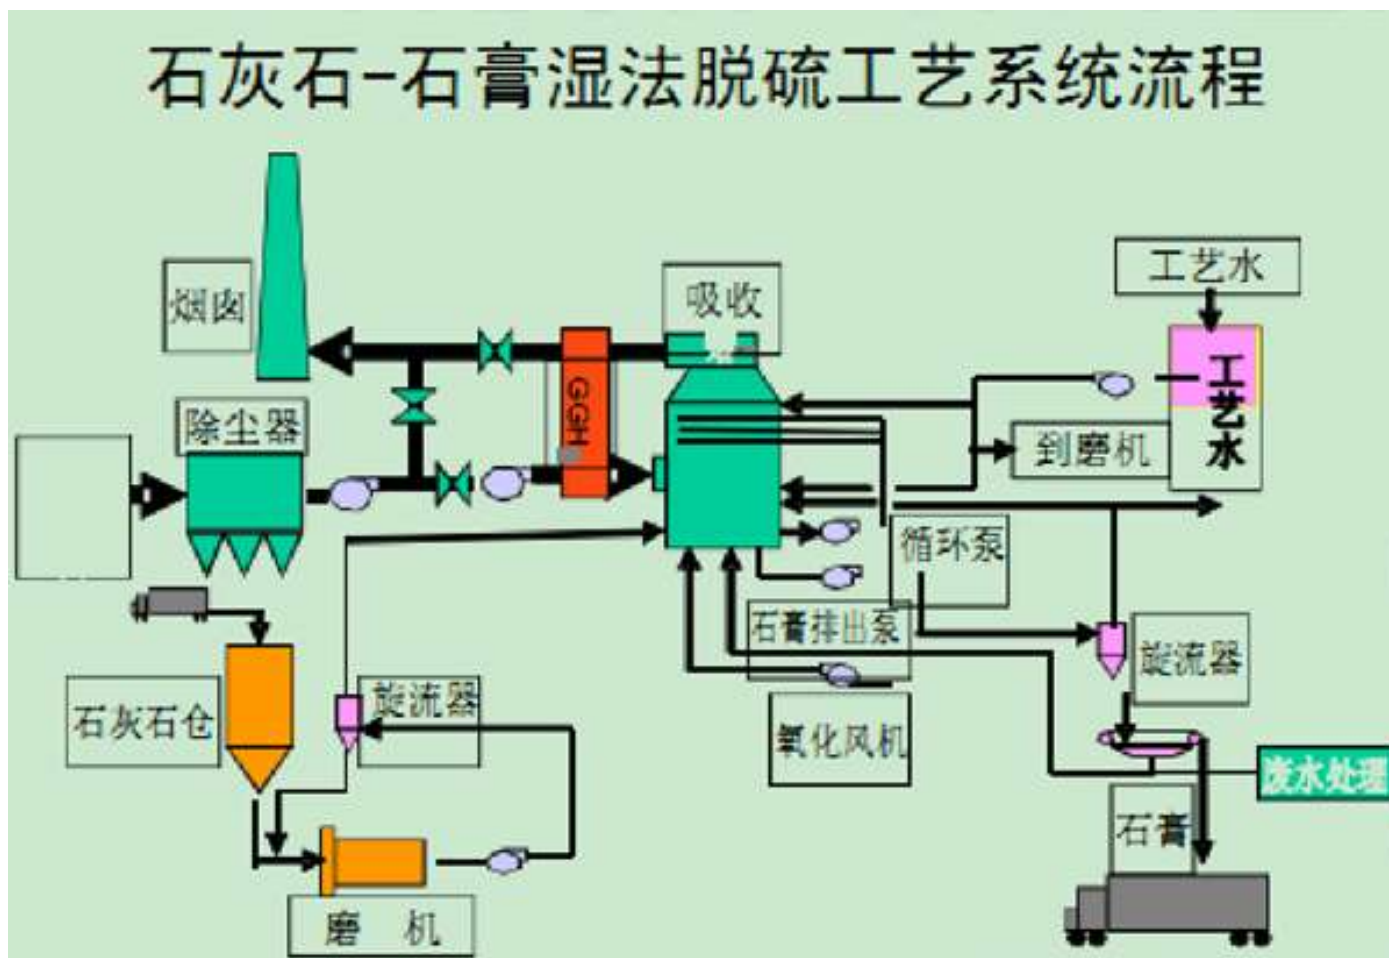 石灰石-石膏湿法脱硫工艺系统流程
工艺水
吸收
烟囱
GGH
工艺水
除尘器
到磨机
循环泵
石膏排出泵
旋流器
石灰石仓
旋流器
氧化风机
废水处理
石膏
磨 机